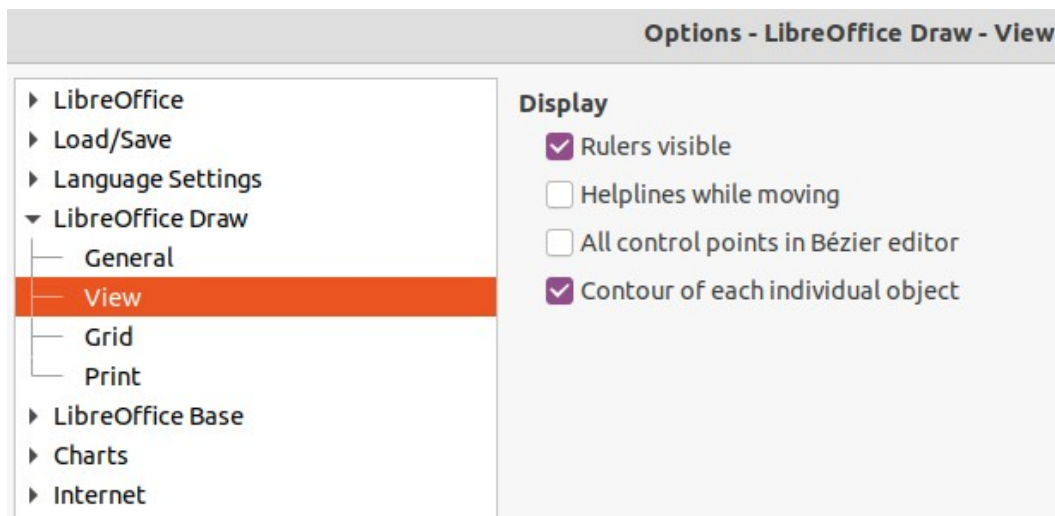 Options - LibreOffice Draw - View
LibreOffice
Load/Save
Language Settings
LibreOffice Draw
General
View
Grid
Print
LibreOffice Base
Charts
Internet
Display
Rulers visible
Helplines while moving
All control points in Bézier editor
Contour of each individual object